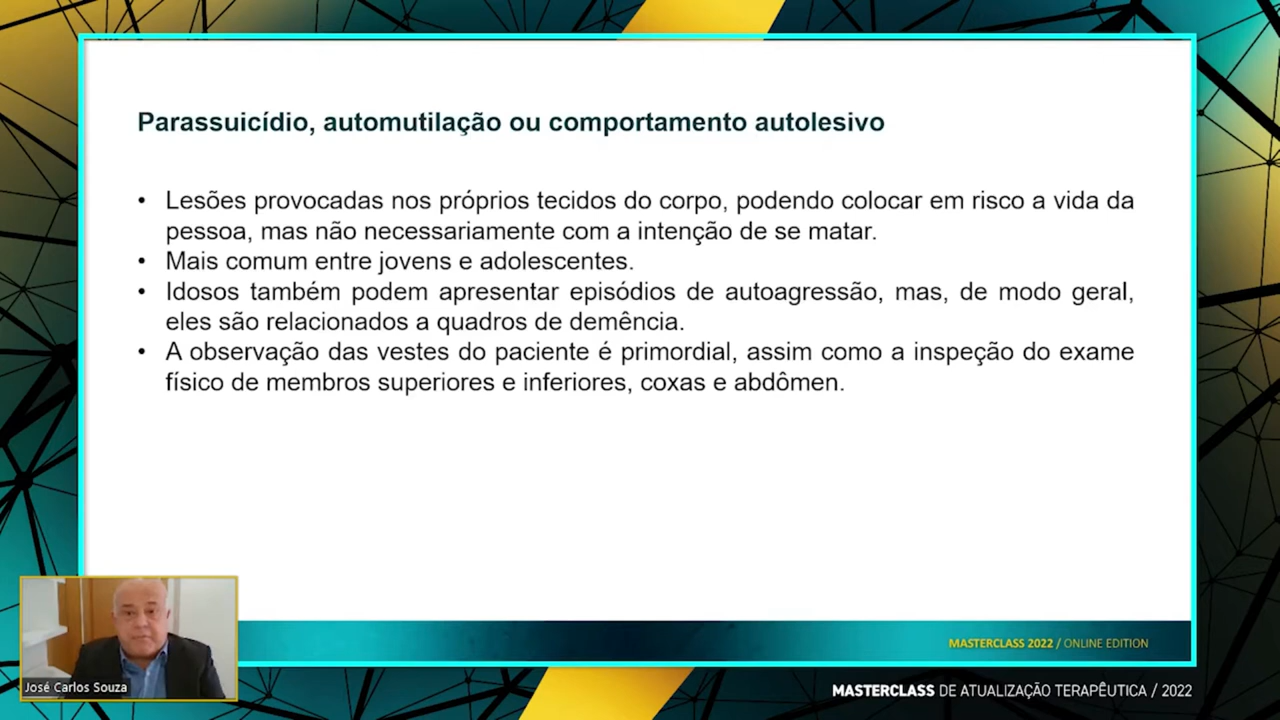 Parassuicídio, automutilação ou comportamento autolesivo
• Lesões provocadas nos próprios tecidos do corpo, podendo colocar em risco a vida da
pessoa, mas não necessariamente com a intenção de se matar.
• Mais comum entre jovens e adolescentes.
• Idosos também podem apresentar episódios de autoagressão, mas, de modo geral,
eles são relacionados a quadros de demência.
• A observação das vestes do paciente é primordial, assim como a inspeção do exame
físico de membros superiores e inferiores, coxas e abdômen.
MASTERCLASS 2022 / ONLINE EDITION
José Carlos Souza
MASTERCLASS DE ATUALIZAÇÃO TERAPÊUTICA / 2022